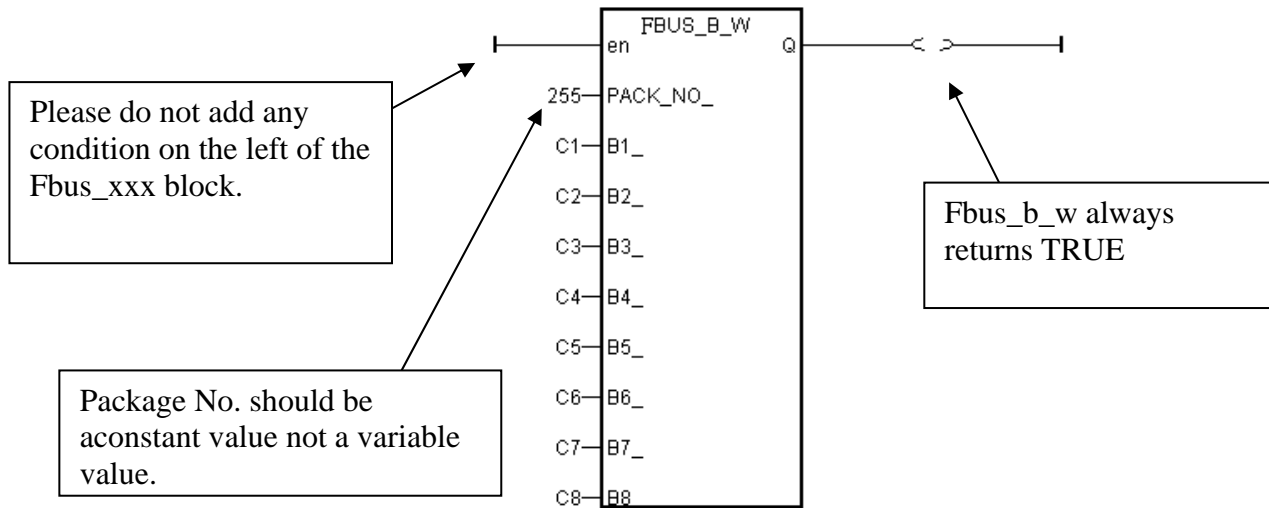 FBUS_B_W
en
Q
255 PACK_NO_
C1 B1_
C2 B2_
C3 B3_
C4 B4_
C5 B5_
C6 B6_
C7 B7_
C8 B8
Please do not add any
condition on the left of the
Fbus_xxx block.
Fbus_b_w always
returns TRUE
Package No. should be
aconstant value not a variable
value.